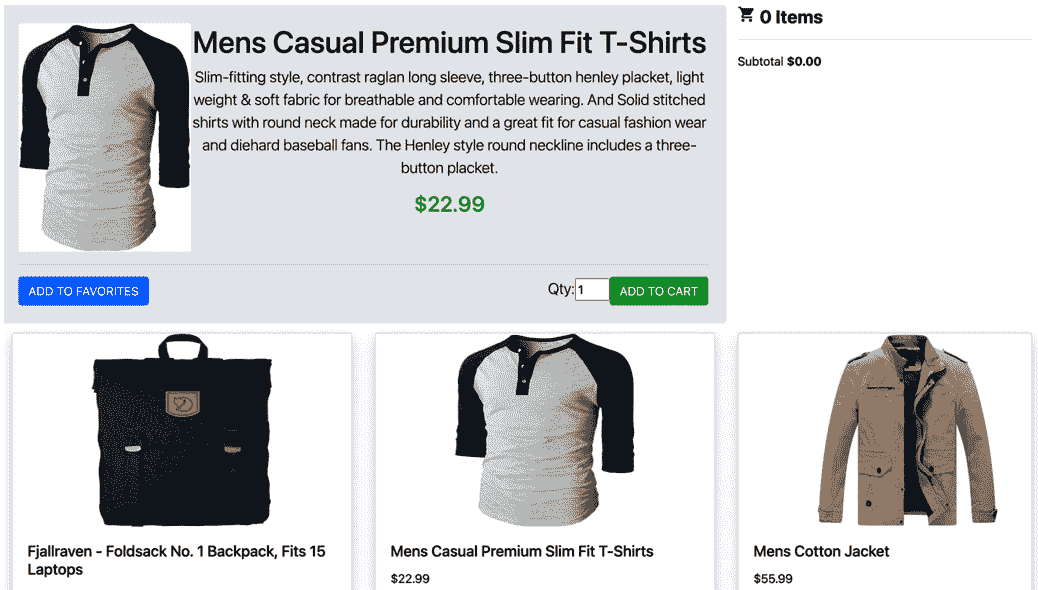 Mens Casual Premium Slim Fit T-Shirts
Slim-fitting style, contrast raglan long sleeve, three-button henley placket, light
weight & soft fabric for breathable and comfortable wearing. And Solid stitched
shirts with round neck made for durability and a great fit for casual fashion wear
and diehard baseball fans. The Henley style round neckline includes a three-
button placket.
$22.99
ADD TO FAVORITES
Qty:
1
ADD TO CART
0 Items
Subtotal $0.00
Fjallraven - Foldsack No. 1 Backpack, Fits 15
Laptops
Mens Casual Premium Slim Fit T-Shirts
$22.99
Mens Cotton Jacket
$55.99